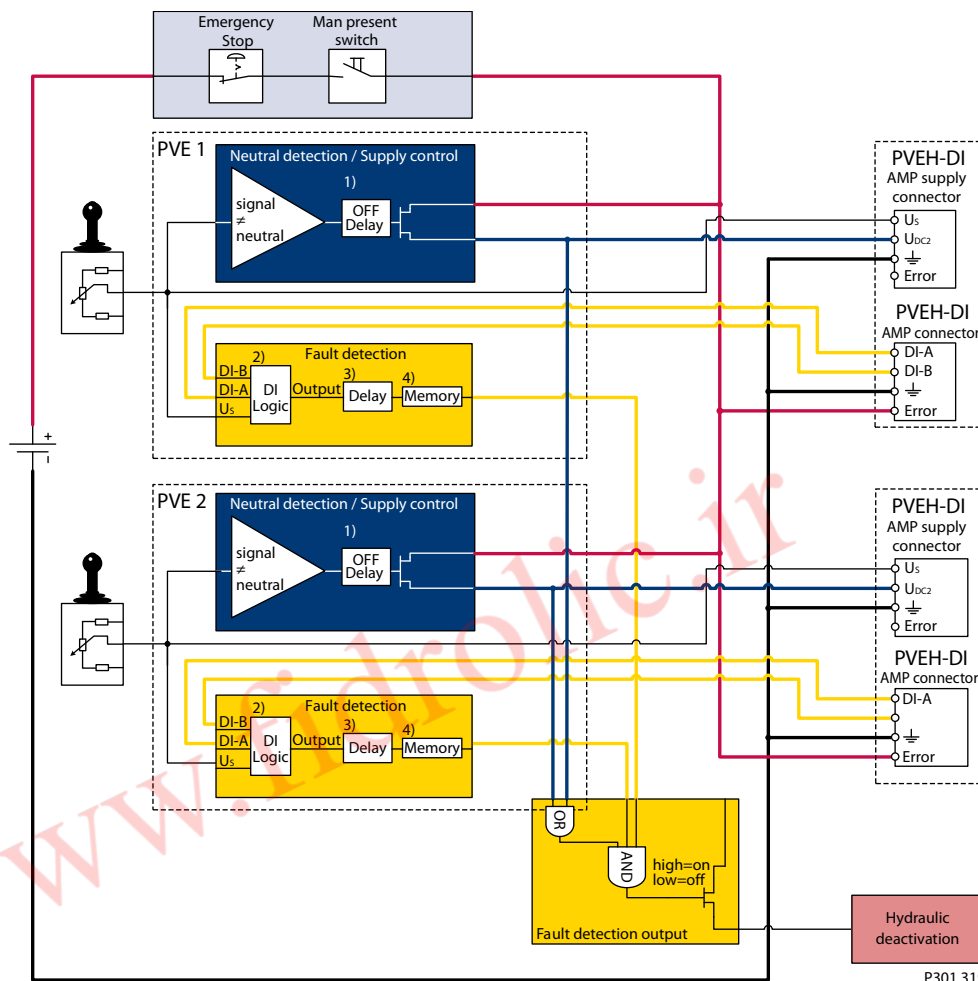 Emergency Stop
Man present switch
PVE 1
Neutral detection / Supply control
1)
signal ≠ neutral
OFF Delay
PVEH-DI
AMP supply connector
Us
UDC2
Error
PVEH-DI
AMP connector
DI-A
DI-B
Error
Fault detection
2)
3)
4)
DI-B
DI-A
Us
DI Logic
Output
Delay
Memory
+
-
PVE 2
Neutral detection / Supply control
1)
signal ≠ neutral
OFF Delay
PVEH-DI
AMP supply connector
Us
UDC2
Error
PVEH-DI
AMP connector
DI-A
Error
Fault detection
2)
3)
4)
DI-B
DI-A
Us
DI Logic
Output
Delay
Memory
OR
AND
high=on
low=off
Fault detection output
Hydraulic deactivation
P301 31
ww.fidrolic.ir